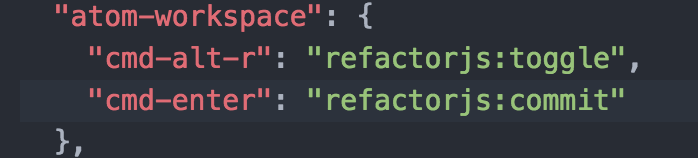 "atom-workspace": {
"cmd-alt-r": "refactorjs:toggle",
"cmd-enter": "refactorjs:commit"
},